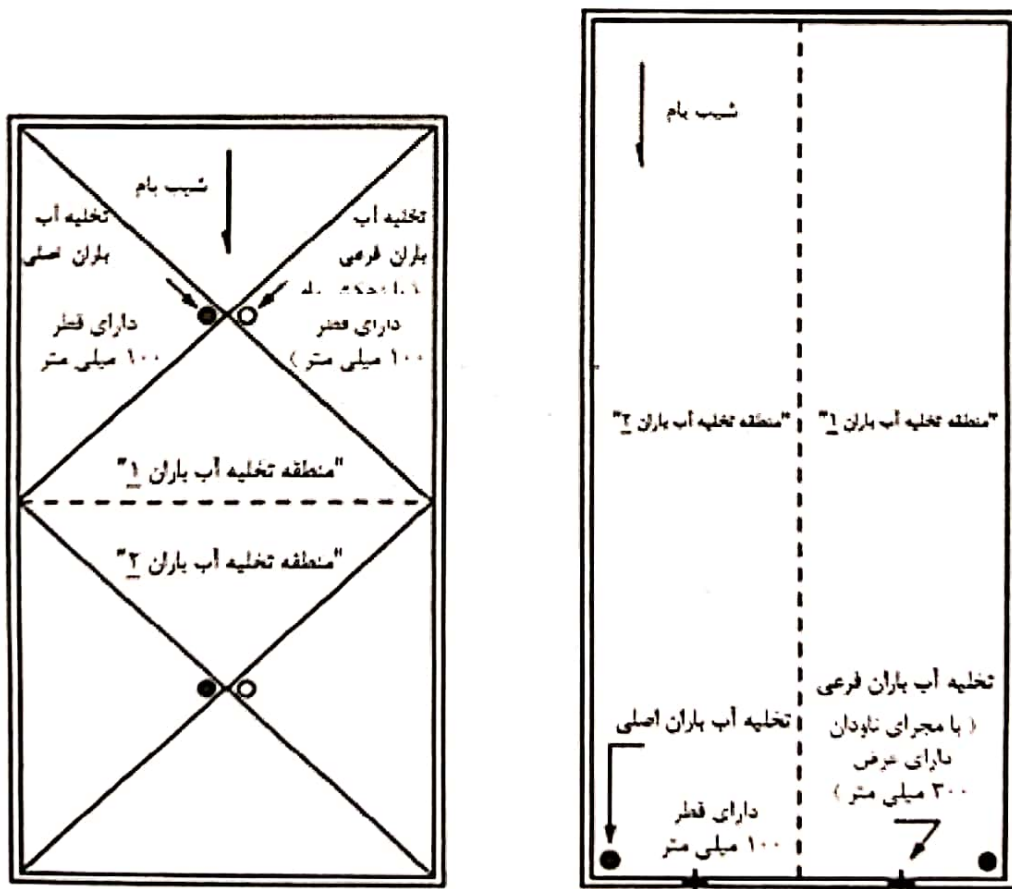 شیب بام
تخلیه آب
باران اصلی
دارای قطر
۱۰۰ میلی متر
تخلیه آب
باران فرعی
دارای قطر
۱۰۰ میلی متر )
"منطقه تخلیه آب باران ۱"
"منطقه تخلیه آب باران ۲"
شیب بام
"منطقه تخلیه آب باران ۱"
"منطقه تخلیه آب باران ۲"
تخلیه آب باران فرعی
( با مجرای ناودان
دارای عرض
۳۰۰ میلی متر )
تخلیه آب باران اصلی
دارای قطر
۱۰۰ میلی متر